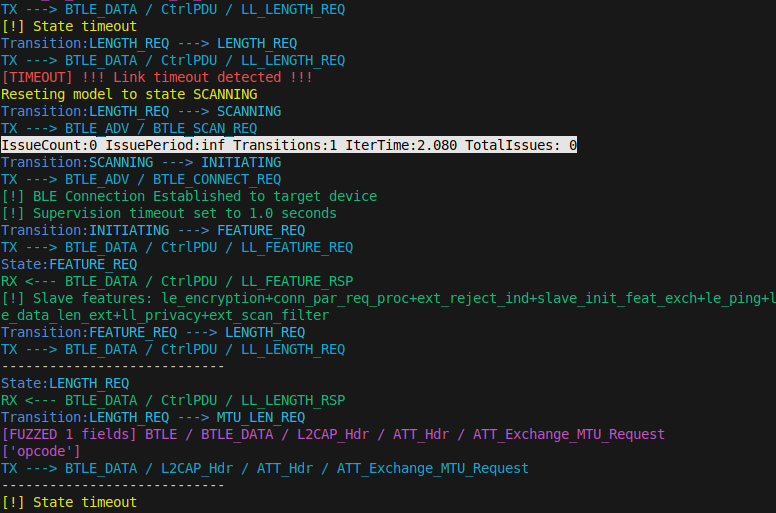 TX ---> BTLE_DATA / CtrlPDU / LL_LENGTH_REQ
[!] State timeout
Transition:LENGTH_REQ ---> LENGTH_REQ
TX ---> BTLE_DATA / CtrlPDU / LL_LENGTH_REQ
[TIMEOUT] !!! Link timeout detected !!!
Reseting model to state SCANNING
Transition:LENGTH_REQ ---> SCANNING
TX ---> BTLE_ADV / BTLE_SCAN_REQ
IssueCount:0 IssuePeriod:inf Transitions:1 IterTime:2.080 TotalIssues: 0
Transition:SCANNING ---> INITIATING
TX ---> BTLE_ADV / BTLE_CONNECT_REQ
[!] BLE Connection Established to target device
[!] Supervision timeout set to 1.0 seconds
Transition:INITIATING ---> FEATURE_REQ
TX ---> BTLE_DATA / CtrlPDU / LL_FEATURE_REQ
State:FEATURE_REQ
RX <--- BTLE_DATA / CtrlPDU / LL_FEATURE_RSP
[!] Slave features: le_encryption+conn_par_req_proc+ext_reject_ind+slave_init_feat_exch+le_ping+l
e_data_len_ext+ll_privacy+ext_scan_filter
Transition:FEATURE_REQ ---> LENGTH_REQ
TX ---> BTLE_DATA / CtrlPDU / LL_LENGTH_REQ
----------------------------
State:LENGTH_REQ
RX <--- BTLE_DATA / CtrlPDU / LL_LENGTH_RSP
Transition:LENGTH_REQ ---> MTU_LEN_REQ
[FUZZED 1 fields] BTLE / BTLE_DATA / L2CAP_Hdr / ATT_Hdr / ATT_Exchange_MTU_Request
['opcode']
TX ---> BTLE_DATA / L2CAP_Hdr / ATT_Hdr / ATT_Exchange_MTU_Request
----------------------------
[!] State timeout